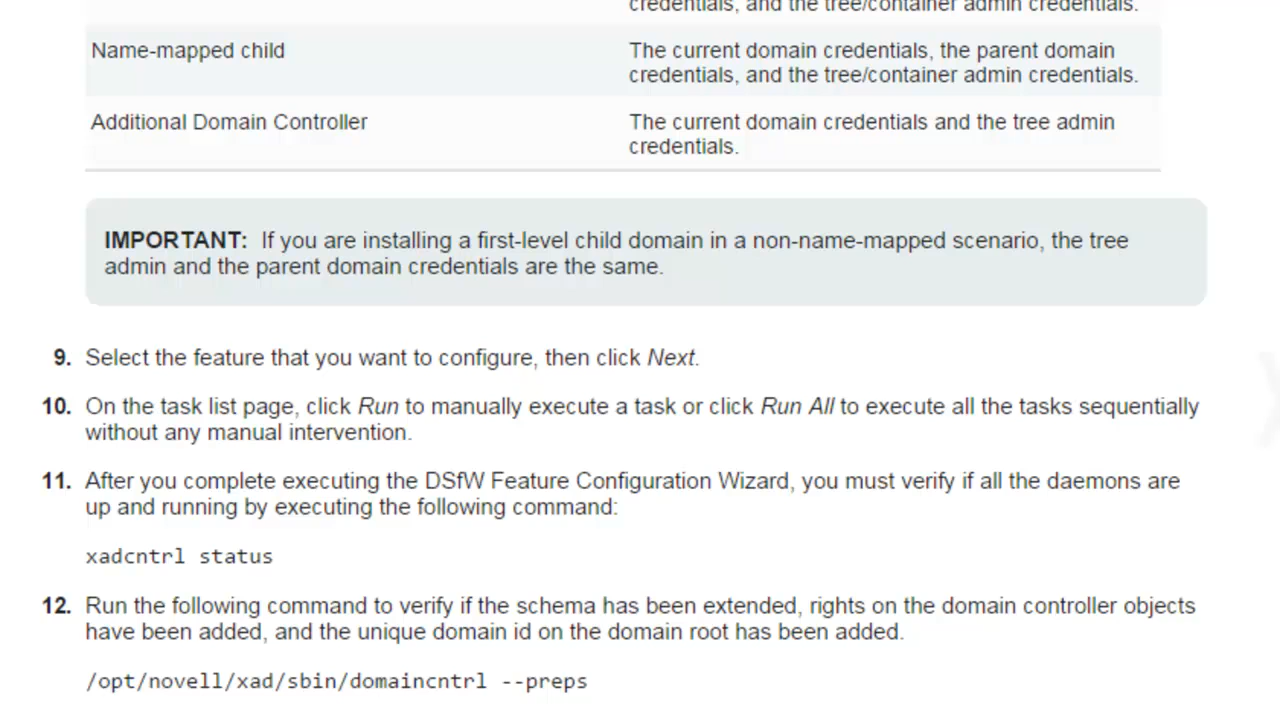 credentials, and the tree/container admin credentials.
Name-mapped child
The current domain credentials, the parent domain
credentials, and the tree/container admin credentials.
Additional Domain Controller
The current domain credentials and the tree admin
credentials.
IMPORTANT: If you are installing a first-level child domain in a non-name-mapped scenario, the tree
admin and the parent domain credentials are the same.
9. Select the feature that you want to configure, then click Next.
10. On the task list page, click Run to manually execute a task or click Run All to execute all the tasks sequentially
without any manual intervention.
11. After you complete executing the DSfW Feature Configuration Wizard, you must verify if all the daemons are
up and running by executing the following command:
xadcntrl status
12. Run the following command to verify if the schema has been extended, rights on the domain controller objects
have been added, and the unique domain id on the domain root has been added.
/opt/novell/xad/sbin/domaincntrl --preps